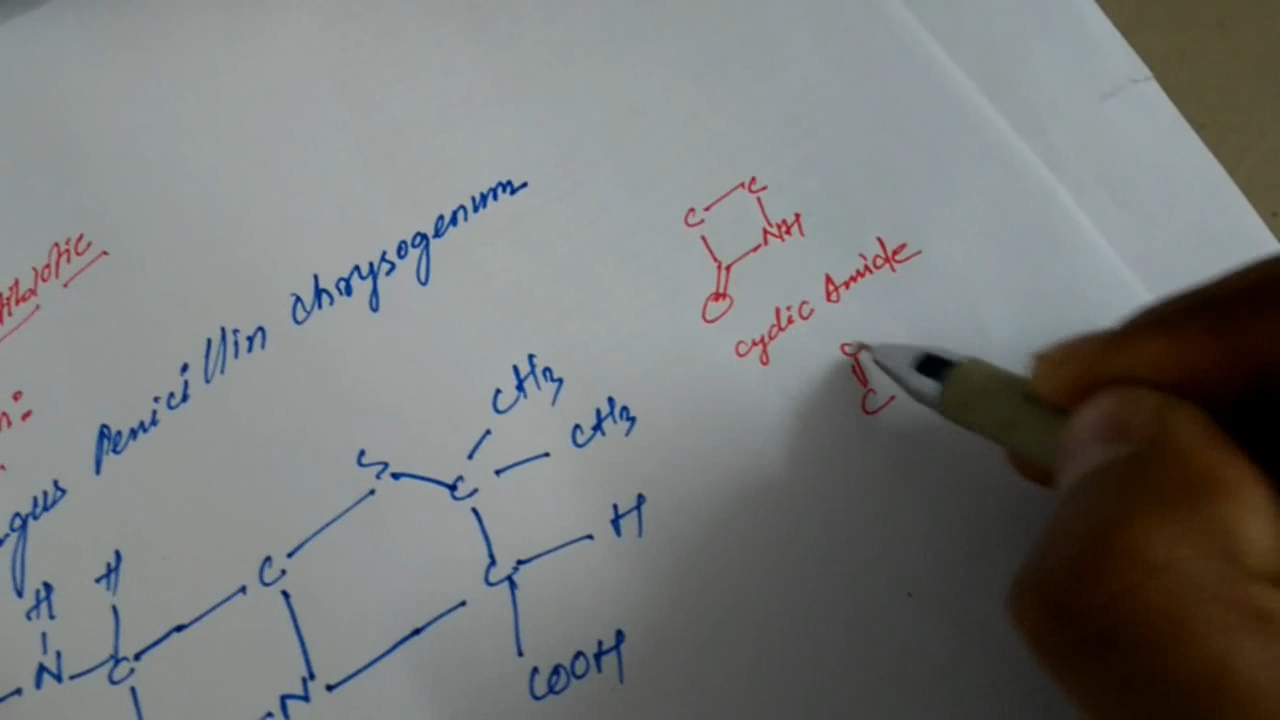 Penicillin chrysogenum
C C
NH
O
cyclic Amide
O
C
CH3
CH3
S C
H
C C
H H
N C
N
COOH